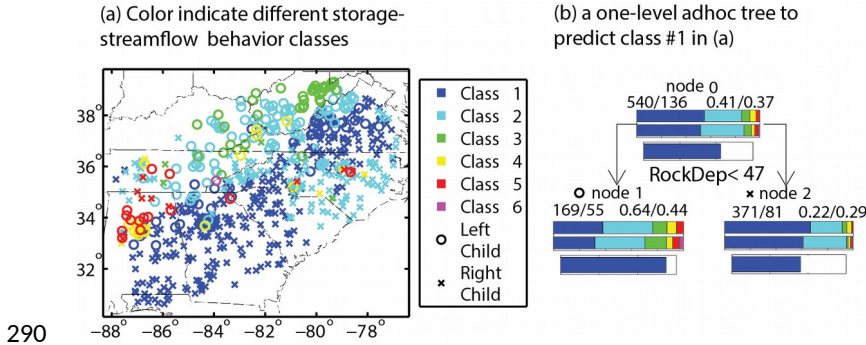 (a) Color indicate different storage-
streamflow behavior classes
38°
36°
34°
32°
−88°
−86°
−84°
−82°
−80°
−78°
Class 1
Class 2
Class 3
Class 4
Class 5
Class 6
Left
Child
Right
Child
(b) a one-level adhoc tree to
predict class #1 in (a)
node 0
540/136 0.41/0.37
RockDep< 47
node 1
169/55 0.64/0.44
node 2
371/81 0.22/0.29
290